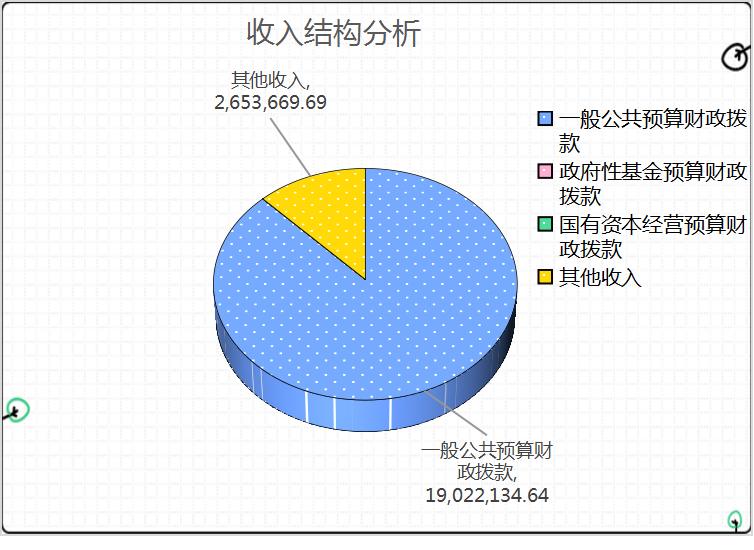 收入结构分析
其他收入,
2,653,669.69
一般公共预算财政拨
款
政府性基金预算财政
拨款
国有资本经营预算财
政拨款
其他收入
一般公共预算财
政拨款,
19,022,134.64